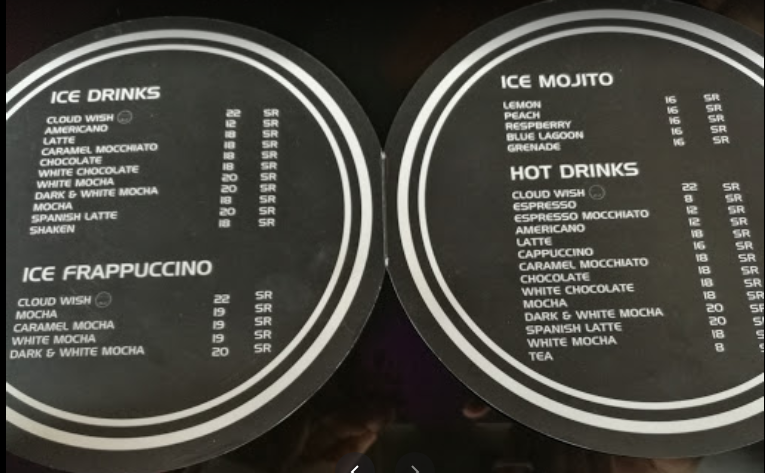 ICE DRINKS
CLOUD WISH 22 SR
AMERICANO 12 SR
LATTE 18 SR
CARAMEL MOCCHIATO 18 SR
CHOCOLATE 18 SR
WHITE CHOCOLATE 18 SR
WHITE MOCHA 20 SR
DARK & WHITE MOCHA 20 SR
MOCHA 18 SR
SPANISH LATTE 20 SR
SHAKEN 18 SR
ICE FRAPPUCCINO
CLOUD WISH 22 SR
MOCHA 19 SR
CARAMEL MOCHA 19 SR
WHITE MOCHA 19 SR
DARK & WHITE MOCHA 20 SR
ICE MOJITO
LEMON 16 SR
PEACH 16 SR
RESPBERRY 16 SR
BLUE LAGOON 16 SR
GRENADE 16 SR
HOT DRINKS
CLOUD WISH 22 SR
ESPRESSO 8 SR
ESPRESSO MOCCHIATO 12 SR
AMERICANO 12 SR
LATTE 18 SR
CAPPUCCINO 16 SR
CARAMEL MOCCHIATO 18 SR
CHOCOLATE 18 SR
WHITE CHOCOLATE 18 SR
MOCHA 18 SR
DARK & WHITE MOCHA 20
SPANISH LATTE 20
WHITE MOCHA 18
TEA 8